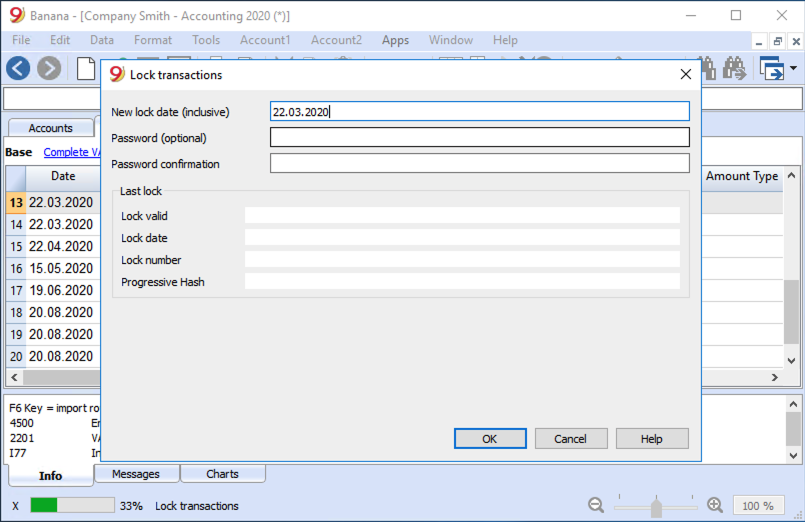 Banana - [Company Smith - Accounting 2020 (*)]
File Edit Data Format Tools Account1 Account2 Apps Window Help
Lock transactions
New lock date (inclusive) 22.03.2020
Password (optional)
Password confirmation
Last lock
Lock valid
Lock date
Lock number
Progressive Hash
OK Cancel Help
Accounts
Base Complete VA
Date Amount Type
13 22.03.2020
14 22.03.2020
15 22.04.2020
16 15.05.2020
17 19.06.2020
18 20.08.2020
19 20.08.2020
20 20.08.2020
F6 Key = import ro
4500 En
2201 VA
I77 In
Info Messages Charts
X 33% Lock transactions 100 %